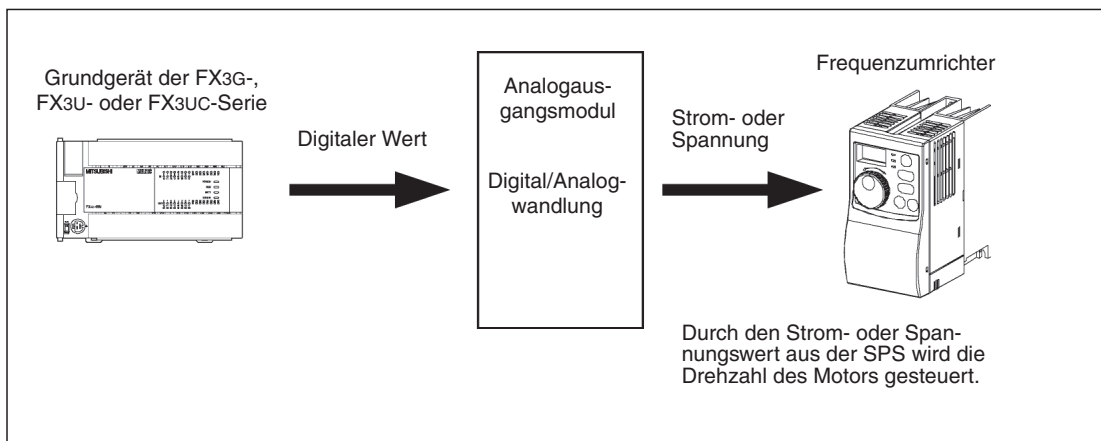 Grundgerät der FX3G-,
FX3U- oder FX3UC-Serie
MITSUBISHI
Digitaler Wert
Analogaus-
gangsmodul
Digital/Analog-
wandlung
Strom- oder
Spannung
Frequenzumrichter
Durch den Strom- oder Span-
nungswert aus der SPS wird die
Drehzahl des Motors gesteuert.